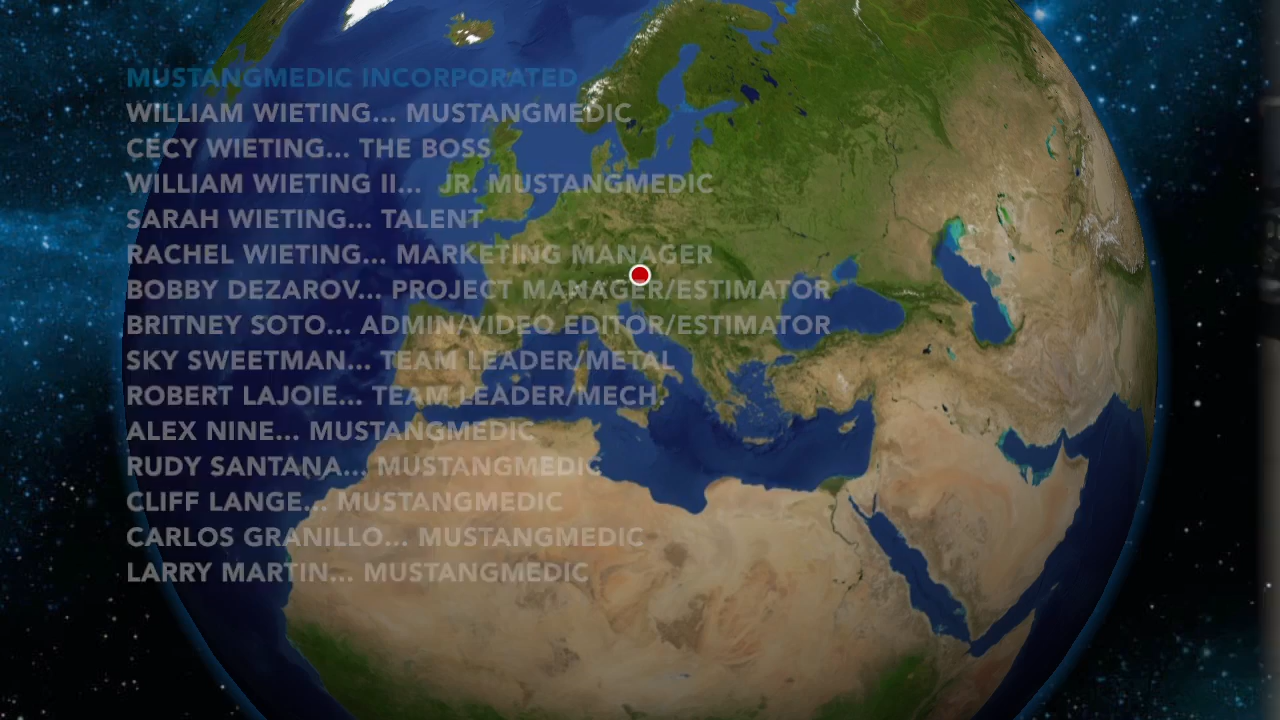 MUSTANGMEDIC INCORPORATED
WILLIAM WIETING... MUSTANGMEDIC
CECY WIETING... THE BOSS
WILLIAM WIETING II... JR. MUSTANGMEDIC
SARAH WIETING... TALENT
RACHEL WIETING... MARKETING MANAGER
BOBBY DEZAROV... PROJECT MANAGER/ESTIMATOR
BRITNEY SOTO... ADMIN/VIDEO EDITOR/ESTIMATOR
SKY SWEETMAN... TEAM LEADER/METAL
ROBERT LAJOIE... TEAM LEADER/MECH.
ALEX NINE... MUSTANGMEDIC
RUDY SANTANA... MUSTANGMEDIC
CLIFF LANGE... MUSTANGMEDIC
CARLOS GRANILLO... MUSTANGMEDIC
LARRY MARTIN... MUSTANGMEDIC